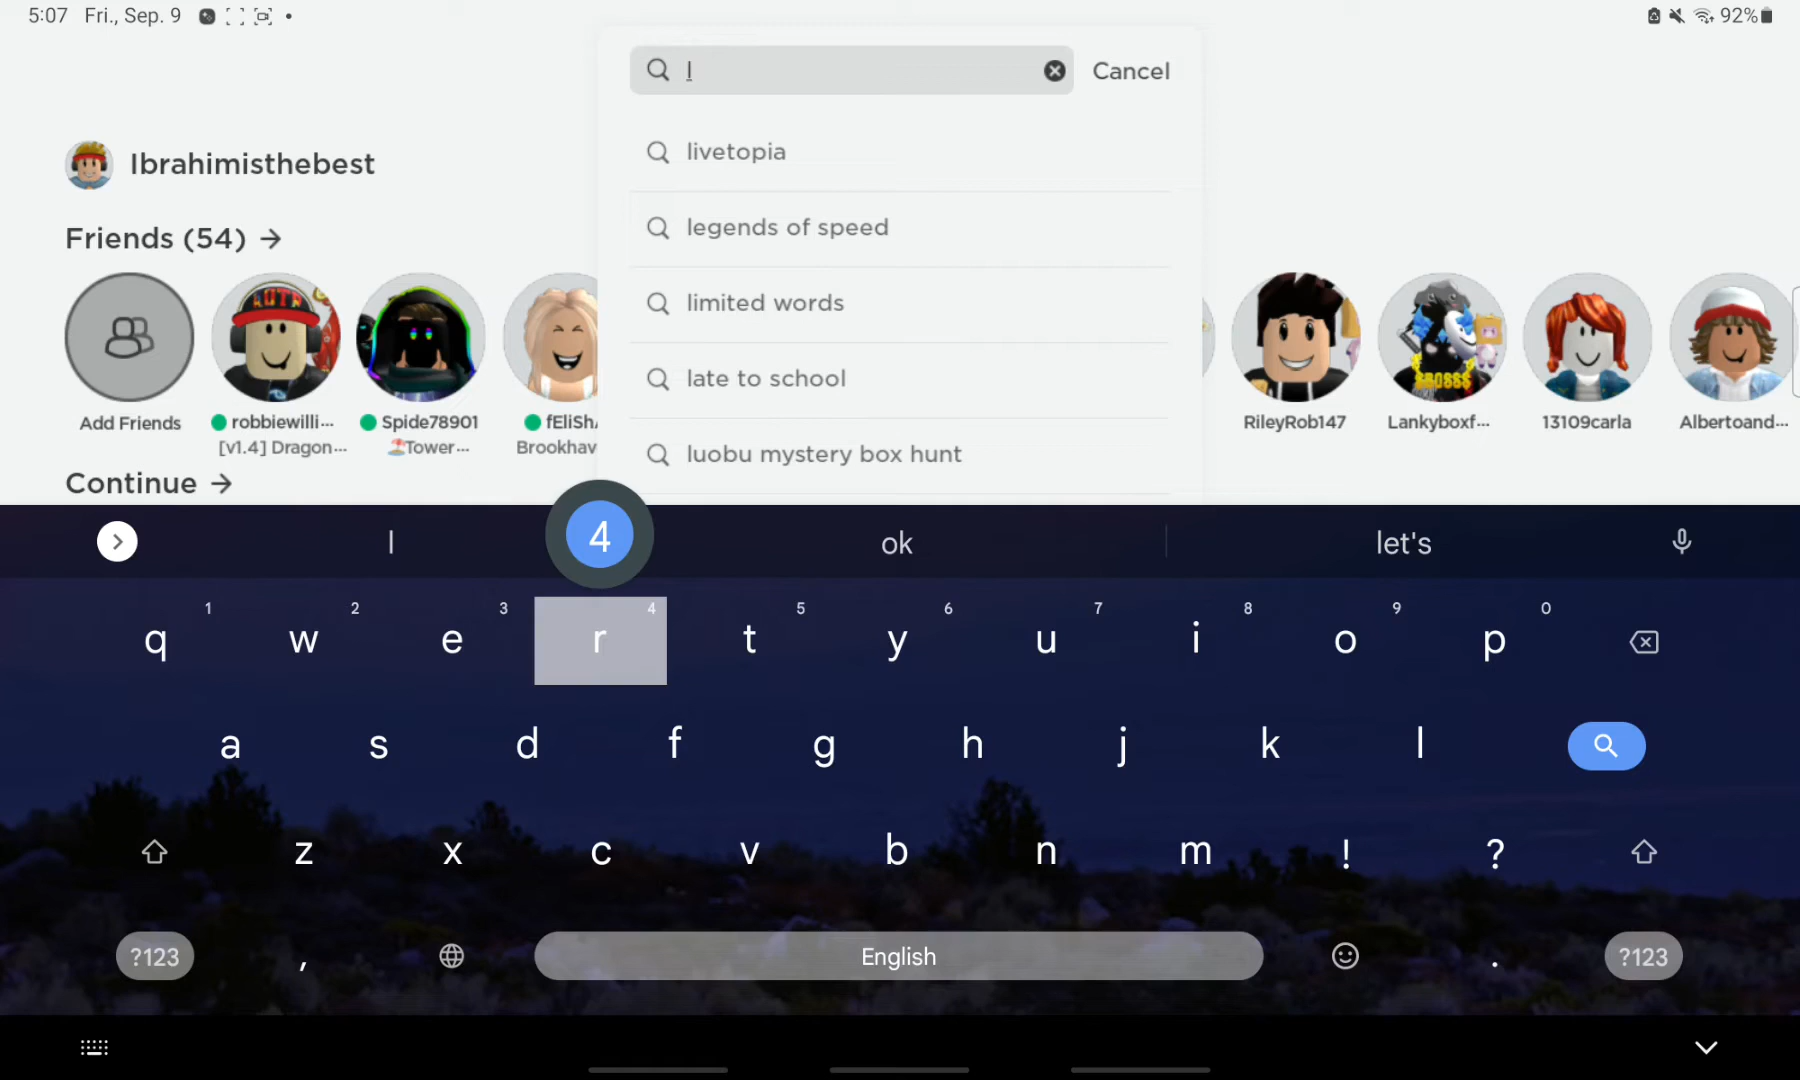 5:07 Fri., Sep. 9
92%
l
Cancel
livetopia
legends of speed
limited words
late to school
luobu mystery box hunt
Ibrahimisthebest
Friends (54) →
AUTR
$BOSS$
Add Friends
robbiewilli...
Spide78901
fEliSh
RileyRob147
Lankyboxf...
13109carla
Albertoand...
[v1.4] Dragon...
🏖️Tower...
Brookhav
Continue →
l
4
ok
let's
1 2 3 4 5 6 7 8 9 0
q w e r t y u i o p
a s d f g h j k l
z x c v b n m ! ?
?123 , English . ?123